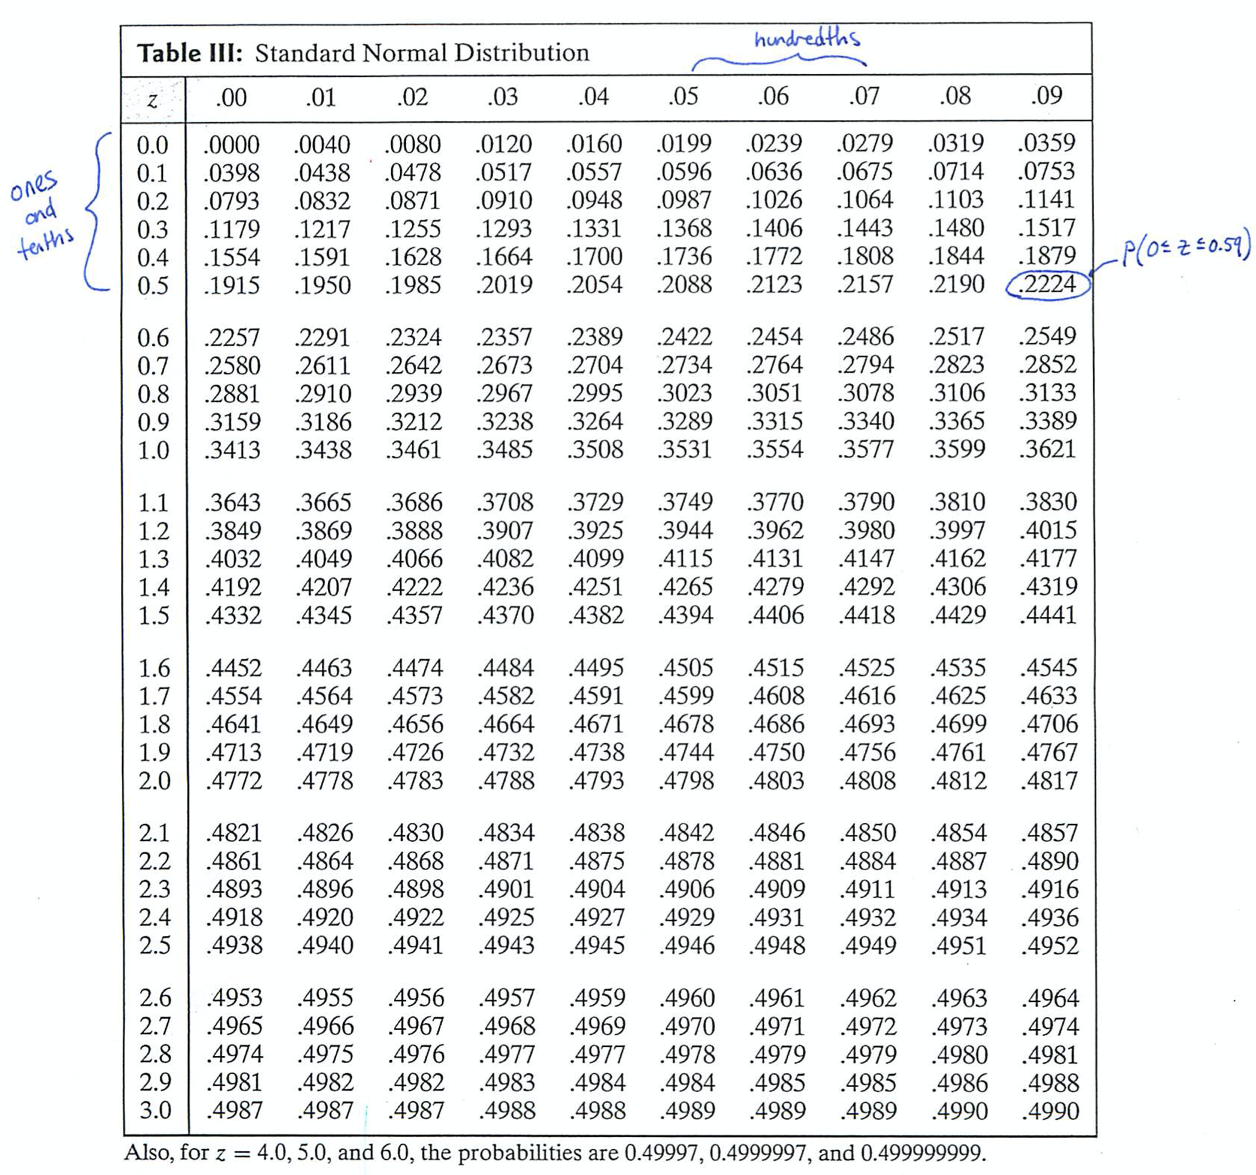 hundredths
Table III: Standard Normal Distribution
z .00 .01 .02 .03 .04 .05 .06 .07 .08 .09
0.0 .0000 .0040 .0080 .0120 .0160 .0199 .0239 .0279 .0319 .0359
0.1 .0398 .0438 .0478 .0517 .0557 .0596 .0636 .0675 .0714 .0753
0.2 .0793 .0832 .0871 .0910 .0948 .0987 .1026 .1064 .1103 .1141
0.3 .1179 .1217 .1255 .1293 .1331 .1368 .1406 .1443 .1480 .1517
0.4 .1554 .1591 .1628 .1664 .1700 .1736 .1772 .1808 .1844 .1879
0.5 .1915 .1950 .1985 .2019 .2054 .2088 .2123 .2157 .2190 .2224
ones
and
tenths
P(0≤z≤0.59)
0.6 .2257 .2291 .2324 .2357 .2389 .2422 .2454 .2486 .2517 .2549
0.7 .2580 .2611 .2642 .2673 .2704 .2734 .2764 .2794 .2823 .2852
0.8 .2881 .2910 .2939 .2967 .2995 .3023 .3051 .3078 .3106 .3133
0.9 .3159 .3186 .3212 .3238 .3264 .3289 .3315 .3340 .3365 .3389
1.0 .3413 .3438 .3461 .3485 .3508 .3531 .3554 .3577 .3599 .3621
1.1 .3643 .3665 .3686 .3708 .3729 .3749 .3770 .3790 .3810 .3830
1.2 .3849 .3869 .3888 .3907 .3925 .3944 .3962 .3980 .3997 .4015
1.3 .4032 .4049 .4066 .4082 .4099 .4115 .4131 .4147 .4162 .4177
1.4 .4192 .4207 .4222 .4236 .4251 .4265 .4279 .4292 .4306 .4319
1.5 .4332 .4345 .4357 .4370 .4382 .4394 .4406 .4418 .4429 .4441
1.6 .4452 .4463 .4474 .4484 .4495 .4505 .4515 .4525 .4535 .4545
1.7 .4554 .4564 .4573 .4582 .4591 .4599 .4608 .4616 .4625 .4633
1.8 .4641 .4649 .4656 .4664 .4671 .4678 .4686 .4693 .4699 .4706
1.9 .4713 .4719 .4726 .4732 .4738 .4744 .4750 .4756 .4761 .4767
2.0 .4772 .4778 .4783 .4788 .4793 .4798 .4803 .4808 .4812 .4817
2.1 .4821 .4826 .4830 .4834 .4838 .4842 .4846 .4850 .4854 .4857
2.2 .4861 .4864 .4868 .4871 .4875 .4878 .4881 .4884 .4887 .4890
2.3 .4893 .4896 .4898 .4901 .4904 .4906 .4909 .4911 .4913 .4916
2.4 .4918 .4920 .4922 .4925 .4927 .4929 .4931 .4932 .4934 .4936
2.5 .4938 .4940 .4941 .4943 .4945 .4946 .4948 .4949 .4951 .4952
2.6 .4953 .4955 .4956 .4957 .4959 .4960 .4961 .4962 .4963 .4964
2.7 .4965 .4966 .4967 .4968 .4969 .4970 .4971 .4972 .4973 .4974
2.8 .4974 .4975 .4976 .4977 .4977 .4978 .4979 .4979 .4980 .4981
2.9 .4981 .4982 .4982 .4983 .4984 .4984 .4985 .4985 .4986 .4988
3.0 .4987 .4987 .4987 .4988 .4988 .4989 .4989 .4989 .4990 .4990
Also, for z = 4.0, 5.0, and 6.0, the probabilities are 0.49997, 0.4999997, and 0.499999999.